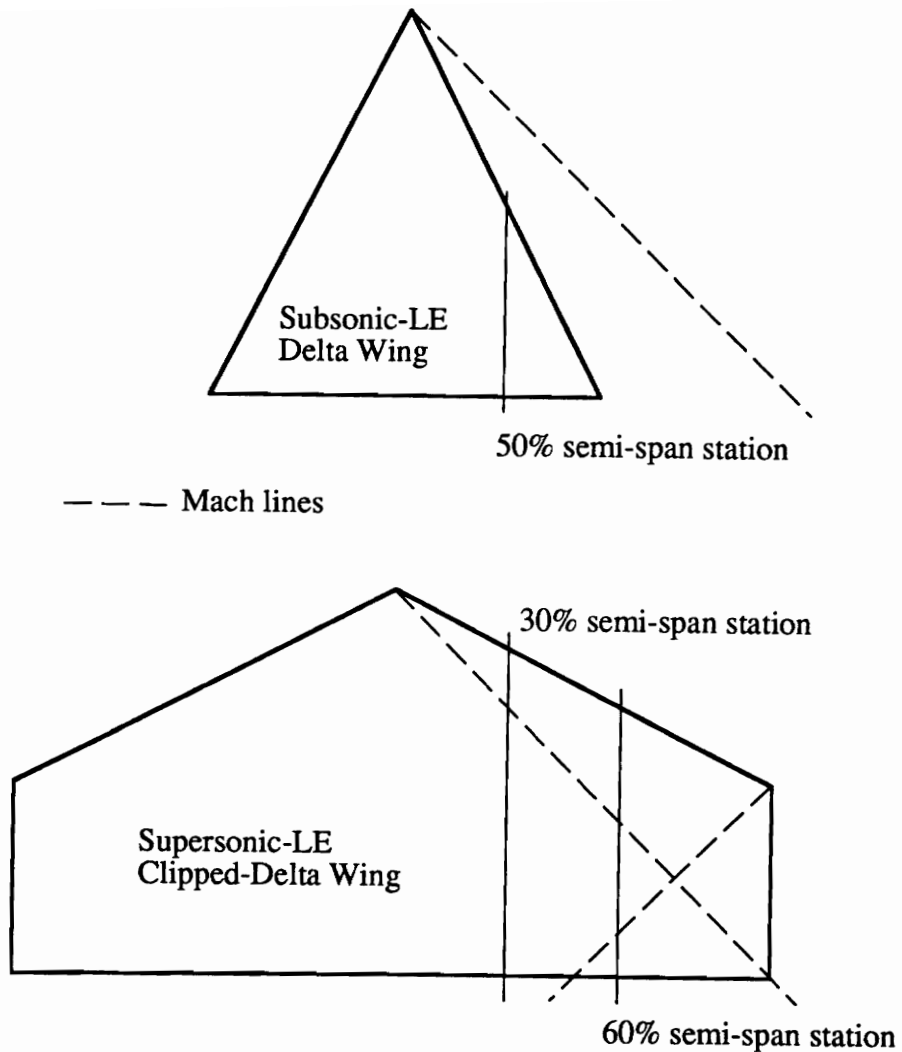 Subsonic-LE
Delta Wing
50% semi-span station
Mach lines
30% semi-span station
Supersonic-LE
Clipped-Delta Wing
60% semi-span station